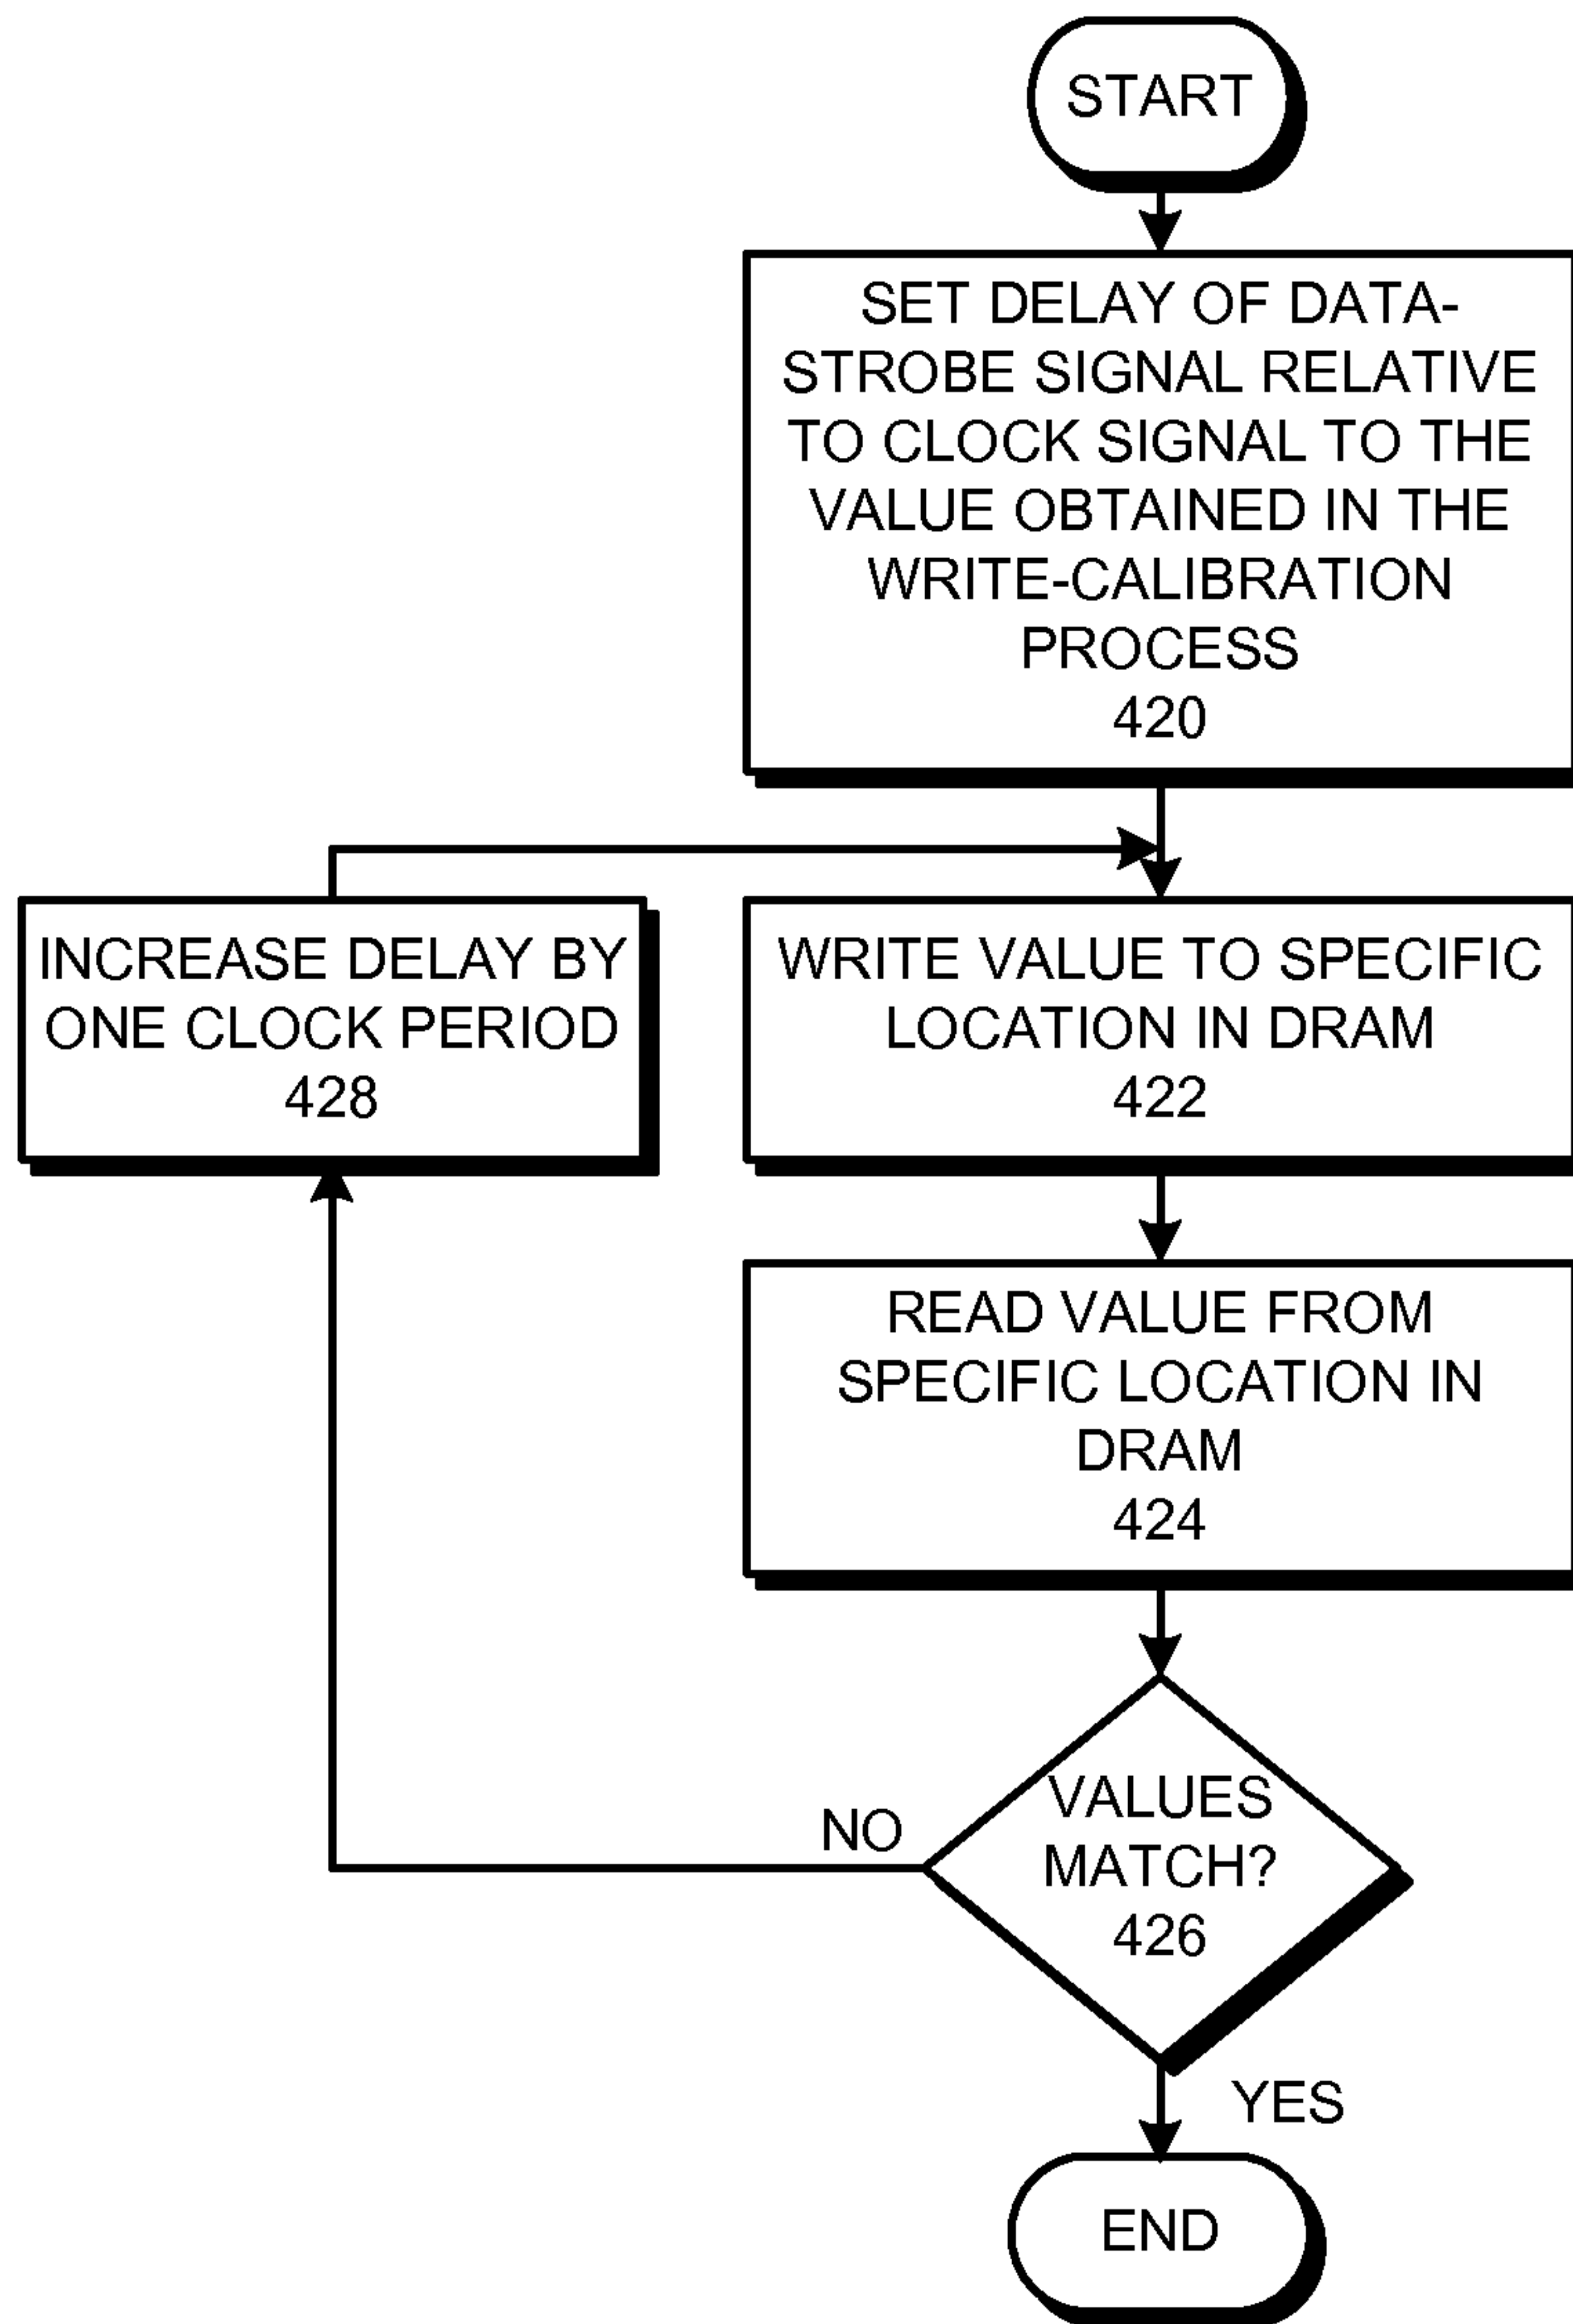 START
SET DELAY OF DATA-
STROBE SIGNAL RELATIVE
TO CLOCK SIGNAL TO THE
VALUE OBTAINED IN THE
WRITE-CALIBRATION
PROCESS
420
INCREASE DELAY BY
ONE CLOCK PERIOD
428
WRITE VALUE TO SPECIFIC
LOCATION IN DRAM
422
READ VALUE FROM
SPECIFIC LOCATION IN
DRAM
424
VALUES
MATCH?
426
NO
YES
END